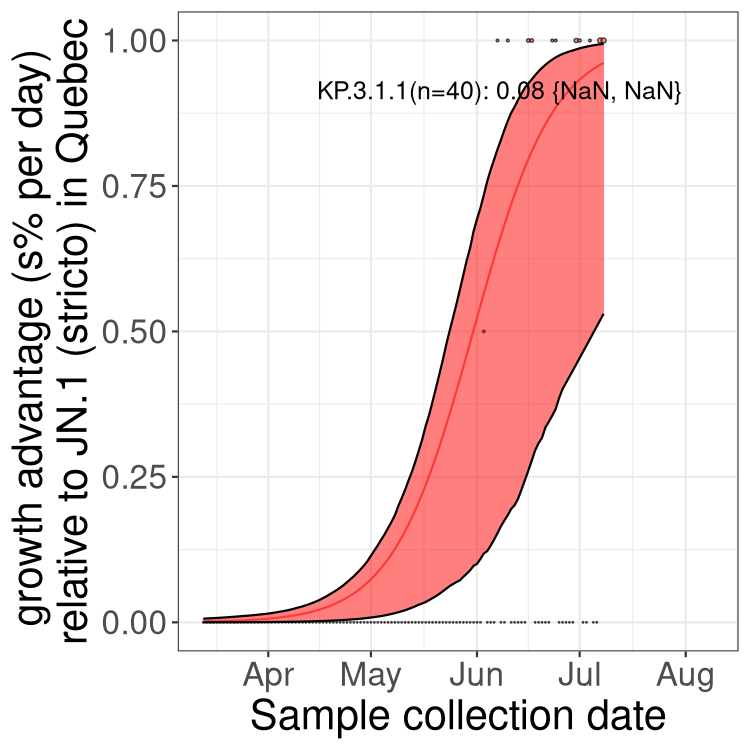 growth advantage (s% per day)
relative to JN.1 (stricto) in Quebec
1.00
0.75
0.50
0.25
0.00
KP.3.1.1(n=40): 0.08 {NaN, NaN}
Apr May Jun Jul Aug
Sample collection date